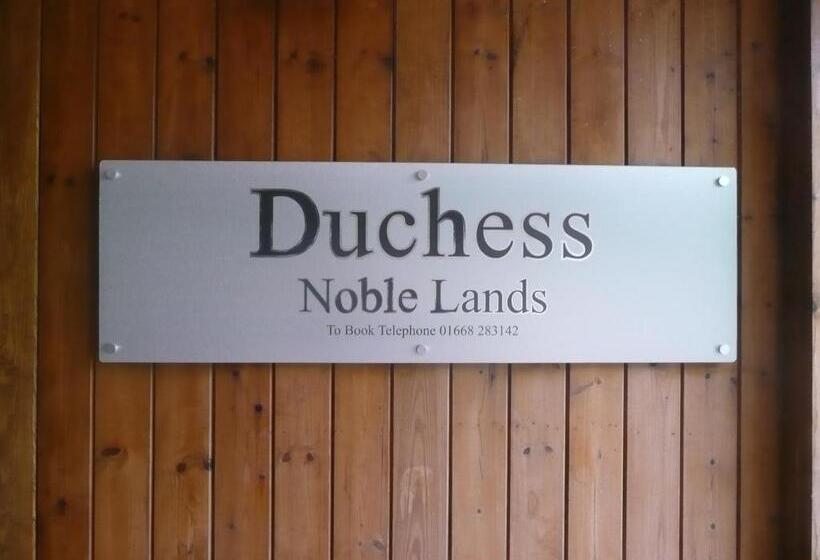 Duchess
Noble Lands
To Book Telephone 01668 283142